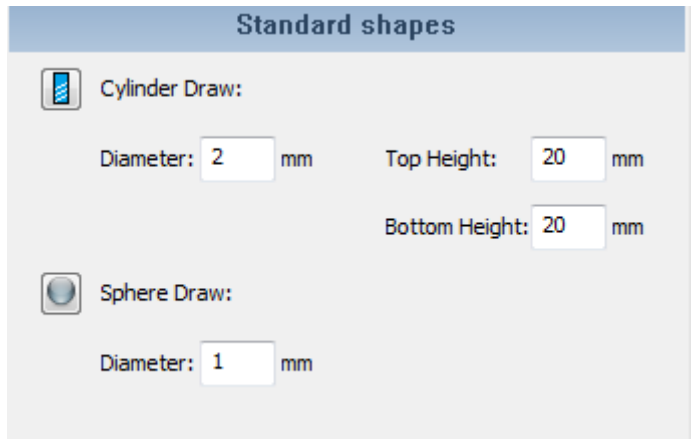 Standard shapes
Cylinder Draw:
Diameter: 2 mm Top Height: 20 mm
Bottom Height: 20 mm
Sphere Draw:
Diameter: 1 mm